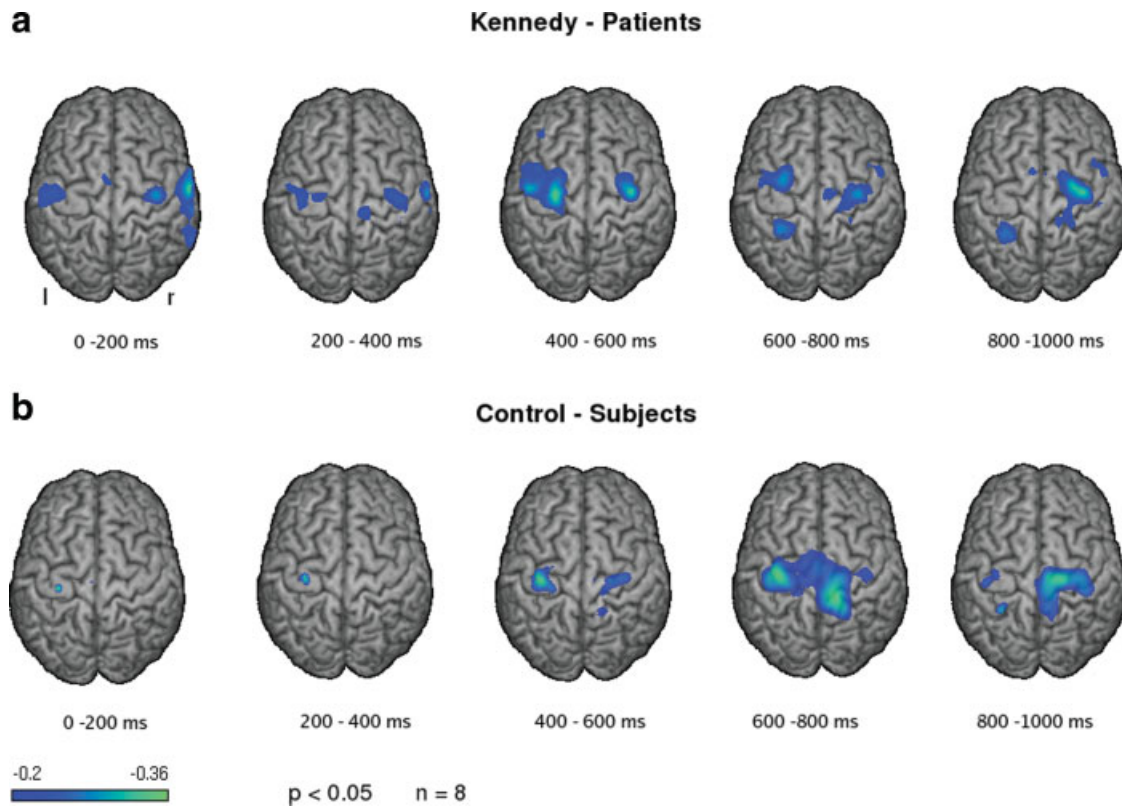 a
Kennedy - Patients
l
r
0 -200 ms
200 - 400 ms
400 - 600 ms
600 -800 ms
800 -1000 ms
b
Control - Subjects
0 -200 ms
200 - 400 ms
400 - 600 ms
600 -800 ms
800 -1000 ms
-0.2
-0.36
p < 0.05
n = 8